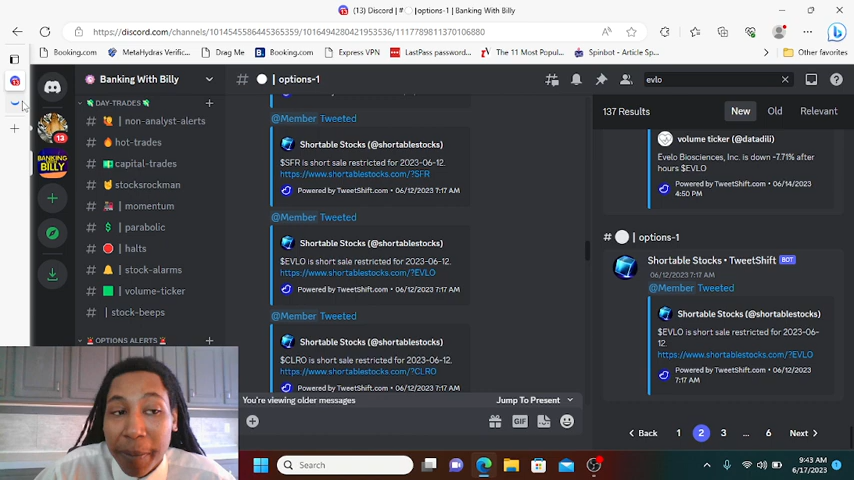 (13) Discord | # ⚪|options-1 | Banking With Billy
https://discord.com/channels/1014545586445365359/1016494280421953536/1117789811370106880
Booking.com
MetaHydras Verific...
Drag Me
Booking.com
Express VPN
LastPass password...
The 11 Most Popul...
Spinbot - Article Sp...
Other favorites
13
BANKING
BILLY
Banking With Billy
DAY-TRADES
# | non-analyst-alerts
# hot-trades
# capital-trades
# stocksrockman
# | momentum
# | parabolic
# | halts
# | stock-alarms
# | volume-ticker
# | stock-beeps
OPTIONS ALERTS
# | options-1
@Member Tweeted
Shortable Stocks (@shortablestocks)
$SFR is short sale restricted for 2023-06-12.
https://www.shortablestocks.com/?SFR
Powered by TweetShift.com • 06/12/2023 7:17 AM
@Member Tweeted
Shortable Stocks (@shortablestocks)
$EVLO is short sale restricted for 2023-06-12.
https://www.shortablestocks.com/?EVLO
Powered by TweetShift.com • 06/12/2023 7:17 AM
@Member Tweeted
Shortable Stocks (@shortablestocks)
$CLRO is short sale restricted for 2023-06-12.
https://www.shortablestocks.com/?CLRO
Powered by TweetShift.com • 06/12/2023 7:17 AM
You're viewing older messages
Jump To Present
GIF
evlo
137 Results
New
Old
Relevant
volume ticker (@datadili)
Evelo Biosciences, Inc. is down -7.71% after
hours $EVLO
Powered by TweetShift.com • 06/14/2023
4:50 PM
# | options-1
Shortable Stocks • TweetShift BOT
06/12/2023 7:17 AM
@Member Tweeted
Shortable Stocks (@shortablestocks)
$EVLO is short sale restricted for 2023-06-
12.
https://www.shortablestocks.com/?EVLO
Powered by TweetShift.com • 06/12/2023
7:17 AM
< Back 1 2 3 ... 6 Next >
Search
9:43 AM
6/17/2023